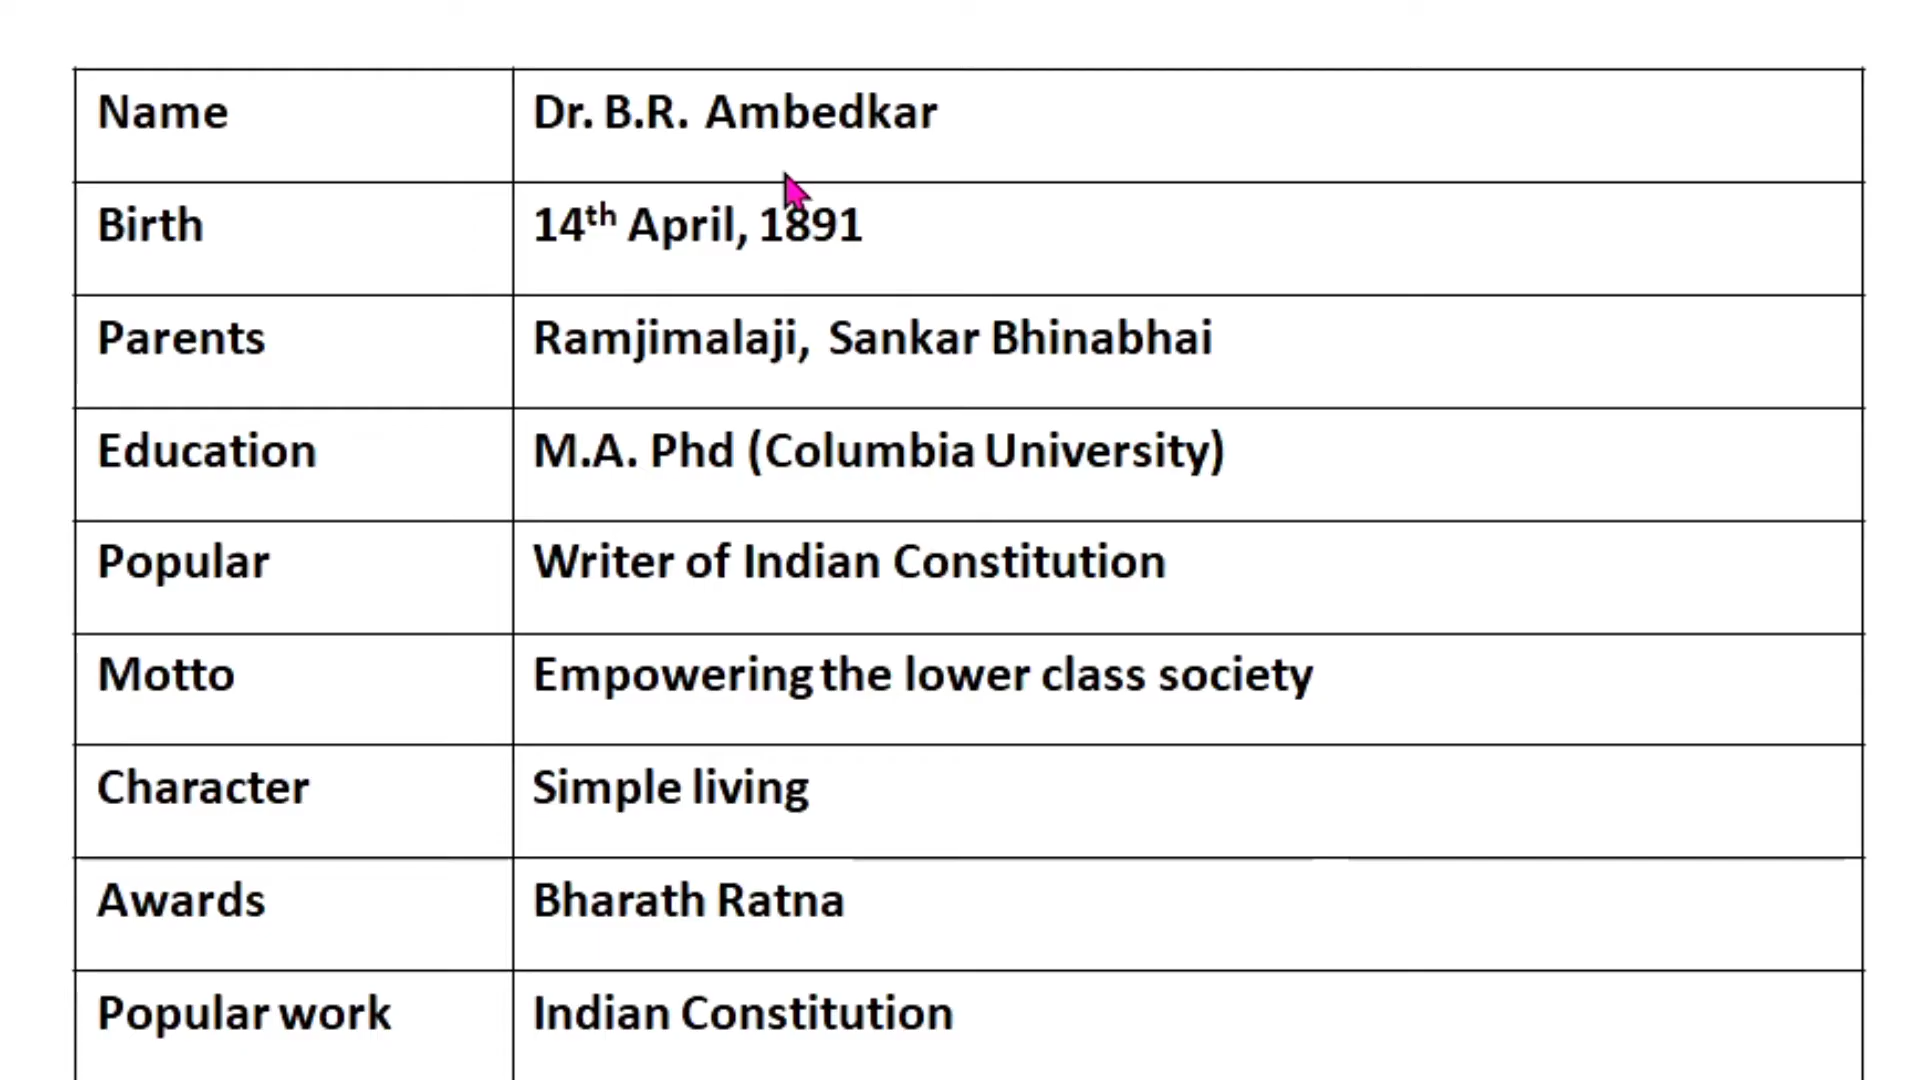 Name Dr. B.R. Ambedkar
Birth 14th April, 1891
Parents Ramjimalaji, Sankar Bhinabhai
Education M.A. Phd (Columbia University)
Popular Writer of Indian Constitution
Motto Empowering the lower class society
Character Simple living
Awards Bharath Ratna
Popular work Indian Constitution